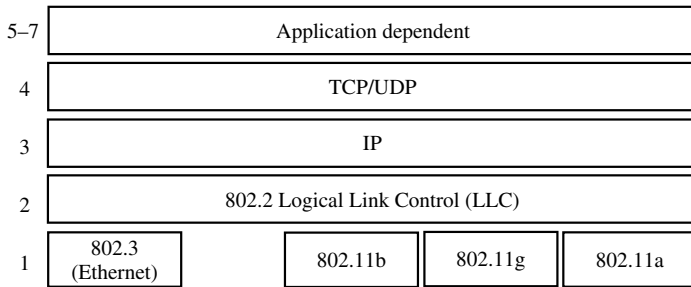 5–7 Application dependent
4 TCP/UDP
3 IP
2 802.2 Logical Link Control (LLC)
1 802.3 (Ethernet) 802.11b 802.11g 802.11a